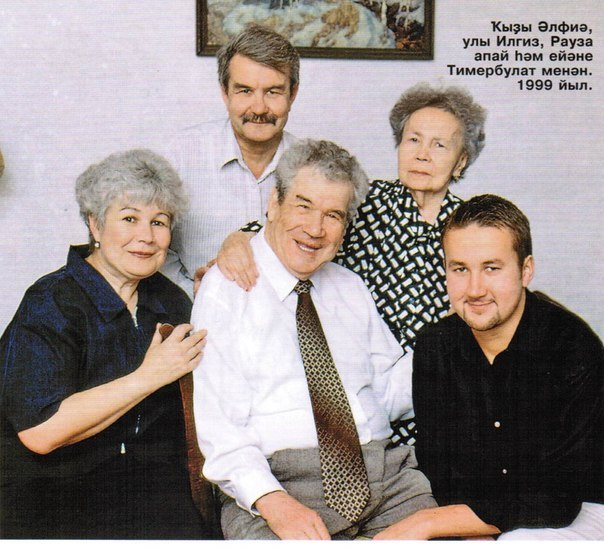 Ҡыҙы Әлфиә,
улы Илгиз, Рауза
апай һәм ейәне
Тимербулат менән.
1999 йыл.